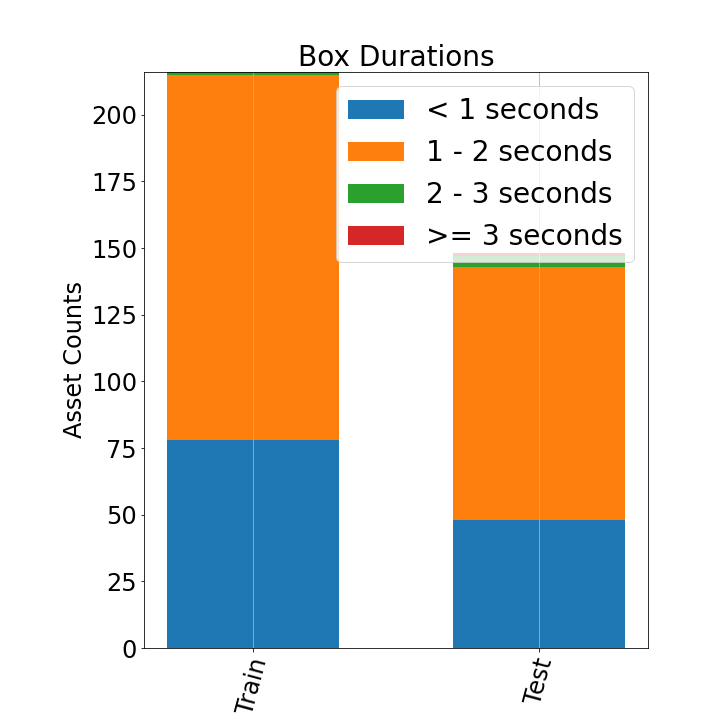 Box Durations
< 1 seconds
1 - 2 seconds
2 - 3 seconds
>= 3 seconds
Asset Counts
200
175
150
125
100
75
50
25
0
Train
Test